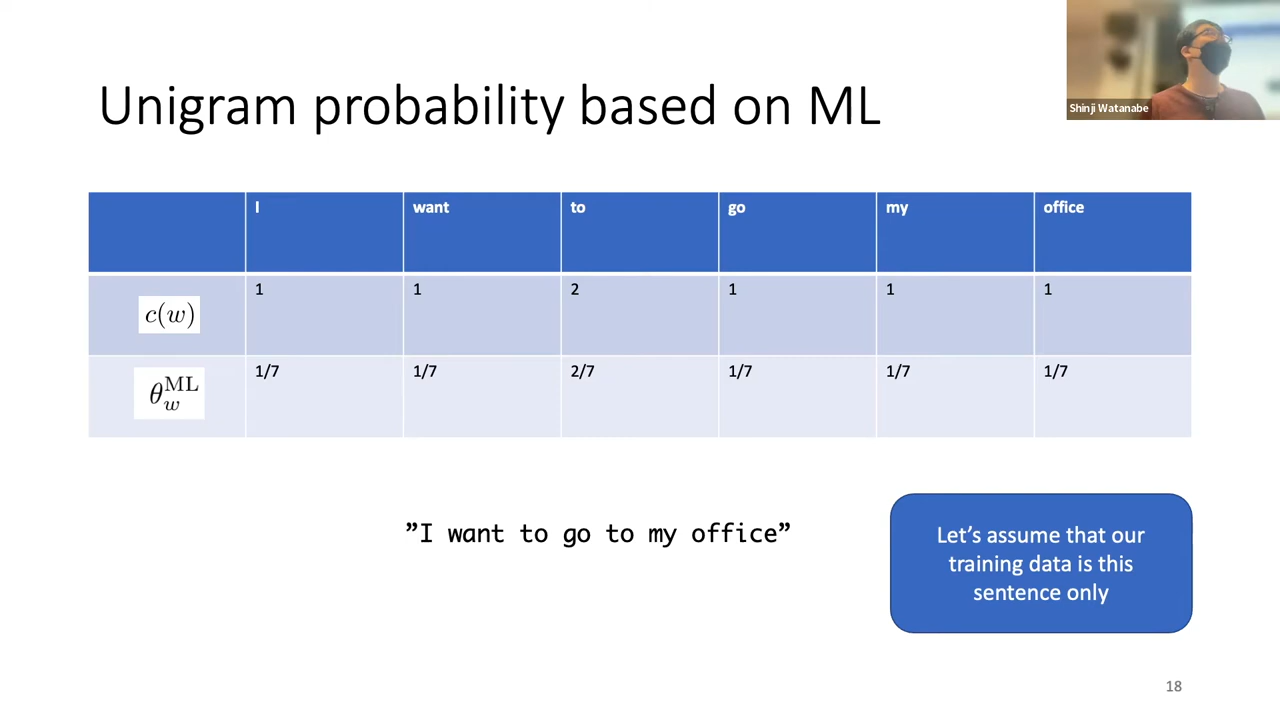 Shinji Watanabe
Unigram probability based on ML
I want to go my office
c(w) 1 1 2 1 1 1
θ_w^ML 1/7 1/7 2/7 1/7 1/7 1/7
”I want to go to my office”
Let’s assume that our
training data is this
sentence only
18